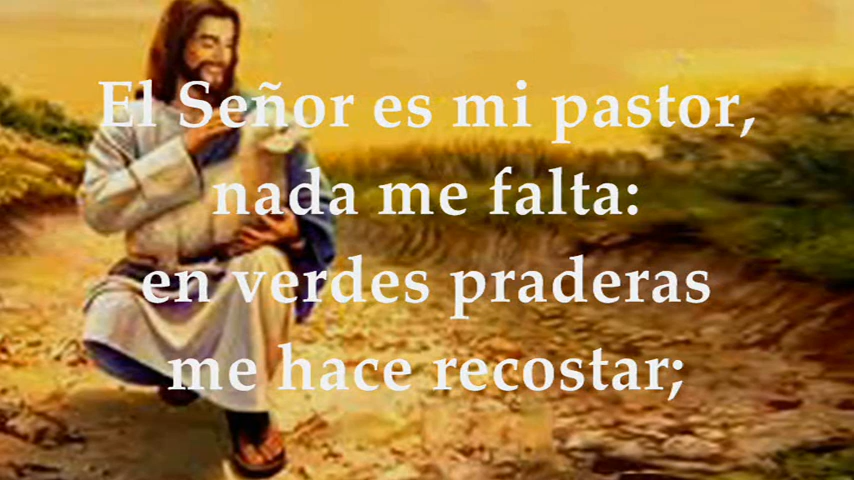 El Señor es mi pastor,
nada me falta:
en verdes praderas
me hace recostar;